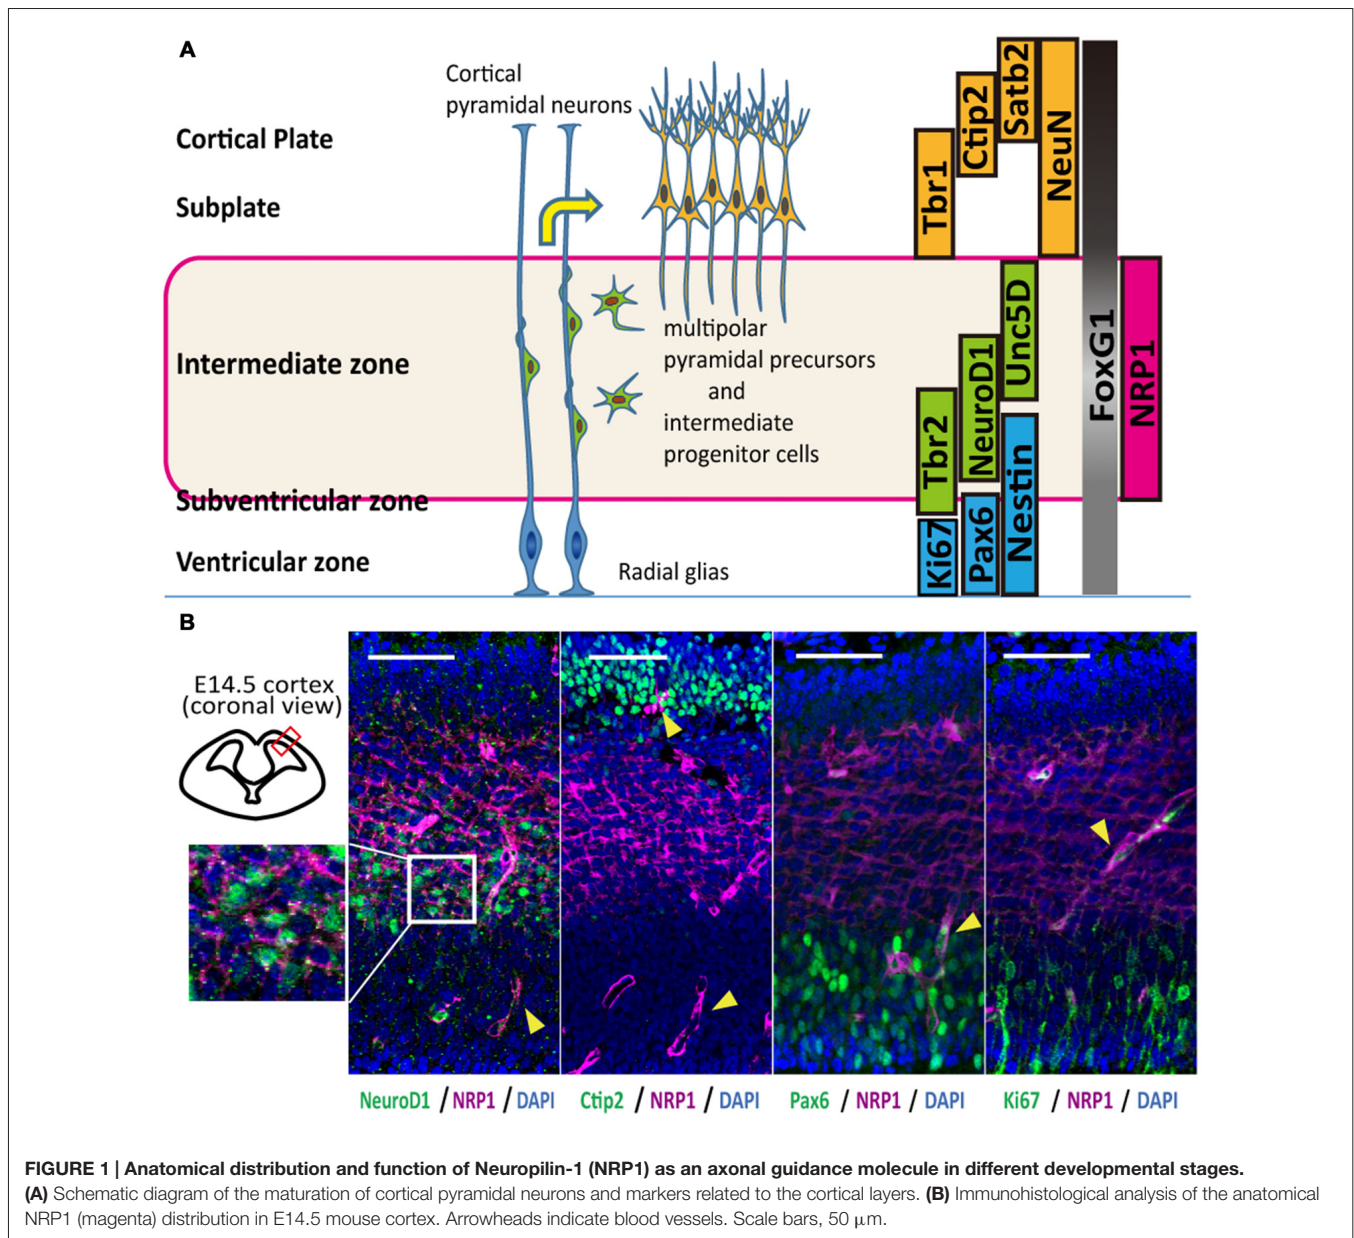 A
Cortical
pyramidal neurons
Cortical Plate
Subplate
Intermediate zone
multipolar
pyramidal precursors
and
intermediate
progenitor cells
Subventricular zone
Ventricular zone
Radial glias
Tbr1
Ctip2
Satb2
NeuN
Tbr2
NeuroD1
Unc5D
Ki67
Pax6
Nestin
FoxG1
NRP1
B
E14.5 cortex
(coronal view)
NeuroD1 / NRP1 / DAPI
Ctip2 / NRP1 / DAPI
Pax6 / NRP1 / DAPI
Ki67 / NRP1 / DAPI
FIGURE 1 | Anatomical distribution and function of Neuropilin-1 (NRP1) as an axonal guidance molecule in different developmental stages.
(A) Schematic diagram of the maturation of cortical pyramidal neurons and markers related to the cortical layers. (B) Immunohistological analysis of the anatomical
NRP1 (magenta) distribution in E14.5 mouse cortex. Arrowheads indicate blood vessels. Scale bars, 50 μm.